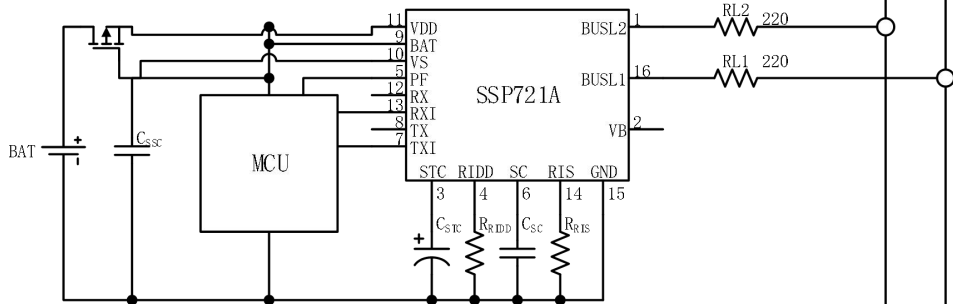 RL2
220
11
VDD
1
BUSL2
9
BAT
10
VS
RL1
220
5
PF
16
BUSL1
12
RX
SSP721A
13
RXI
8
TX
2
VB
7
TXI
BAT
+
-
CSSC
MCU
STC
RIDD
SC
RIS
GND
3
4
6
14
15
+
CSTC
RRIDD
CSC
RRIS